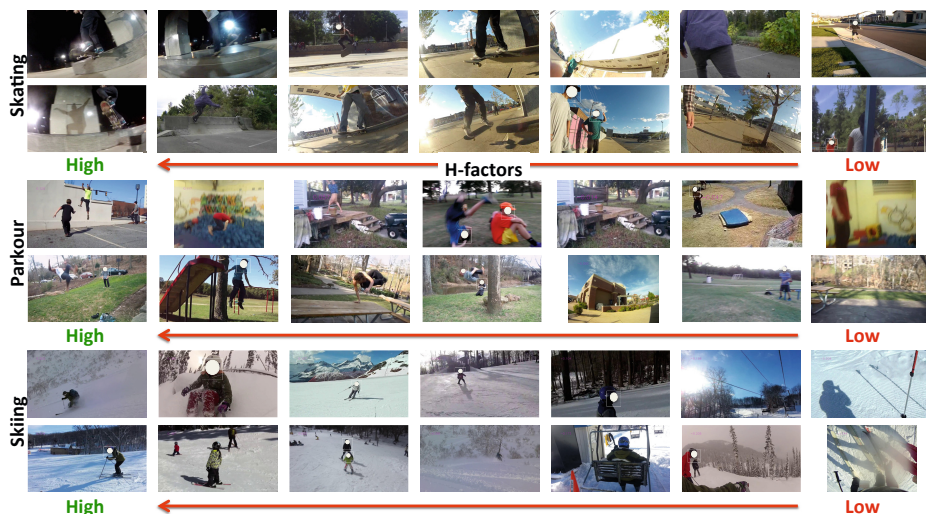 Skating
High
H-factors
Low
Parkour
High
Low
Skiing
High
Low